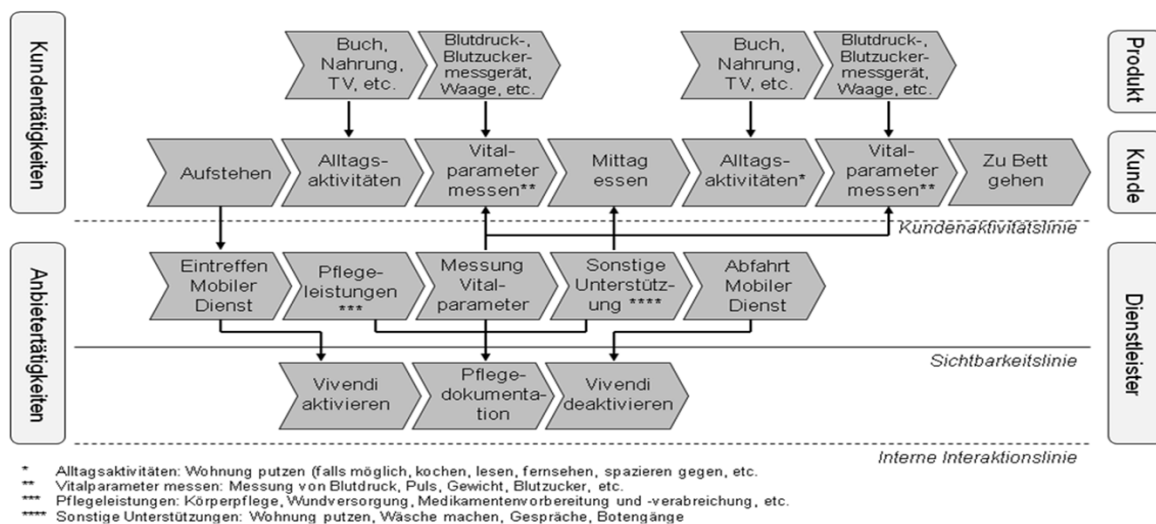 Kundentätigkeiten
Buch,
Nahrung,
TV, etc.
Blutdruck-,
Blutzucker-
messgerät,
Waage, etc.
Buch,
Nahrung,
TV, etc.
Blutdruck-,
Blutzucker-
messgerät,
Waage, etc.
Produkt
Aufstehen
Alltags-
aktivitäten
Vital-
parameter
messen**
Mittag
essen
Alltags-
aktivitäten*
Vital-
parameter
messen**
Zu Bett
gehen
Kunde
Kundenaktivitätslinie
Anbietertätigkeiten
Eintreffen
Mobiler
Dienst
Pflege-
leistungen
***
Messung
Vital-
parameter
Sonstige
Unterstütz-
ung ****
Abfahrt
Mobiler
Dienst
Dienstleister
Sichtbarkeitslinie
Vivendi
aktivieren
Pflege-
dokumenta-
tion
Vivendi
deaktivieren
Interne Interaktionslinie
* Alltagsaktivitäten: Wohnung putzen (falls möglich, kochen, lesen, fernsehen, spazieren gegen, etc.
** Vitalparameter messen: Messung von Blutdruck, Puls, Gewicht, Blutzucker, etc.
*** Pflegeleistungen: Körperpflege, Wundversorgung, Medikamentenvorbereitung und -verabreichung, etc.
**** Sonstige Unterstützungen: Wohnung putzen, Wäsche machen, Gespräche, Botengänge